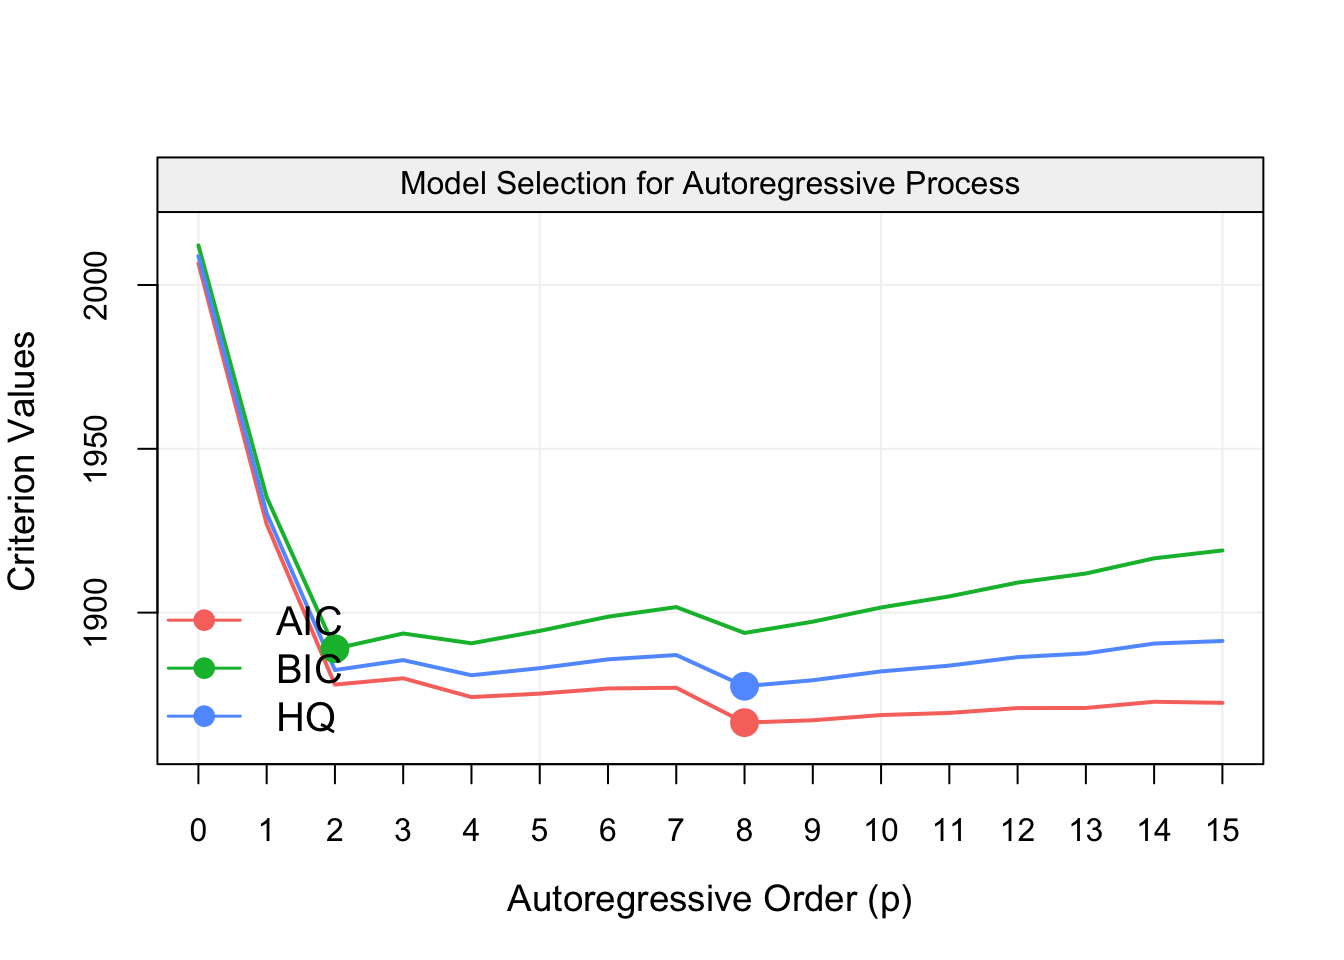 Model Selection for Autoregressive Process
Criterion Values
2000
1950
1900
AIC
BIC
HQ
0 1 2 3 4 5 6 7 8 9 10 11 12 13 14 15
Autoregressive Order (p)